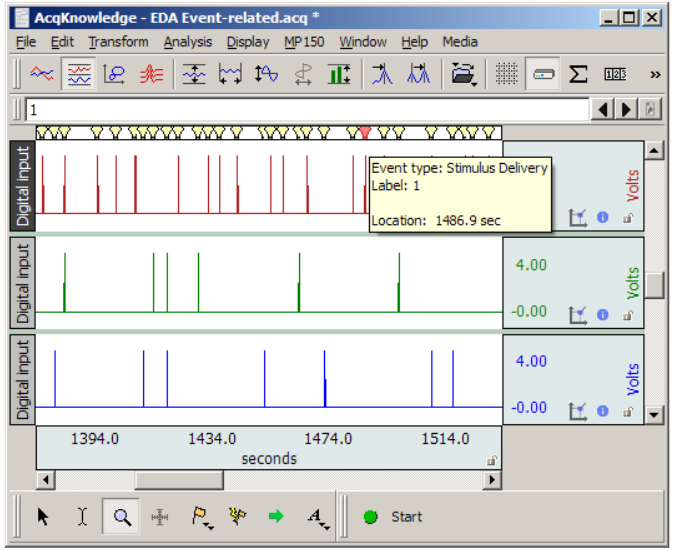 AcqKnowledge - EDA Event-related.acq *
File Edit Transform Analysis Display MP150 Window Help Media
1
Digital input
Event type: Stimulus Delivery
Label: 1
Location: 1486.9 sec
Volts
Digital input
4.00
-0.00
Volts
Digital input
4.00
-0.00
Volts
1394.0 1434.0 1474.0 1514.0
seconds
Start